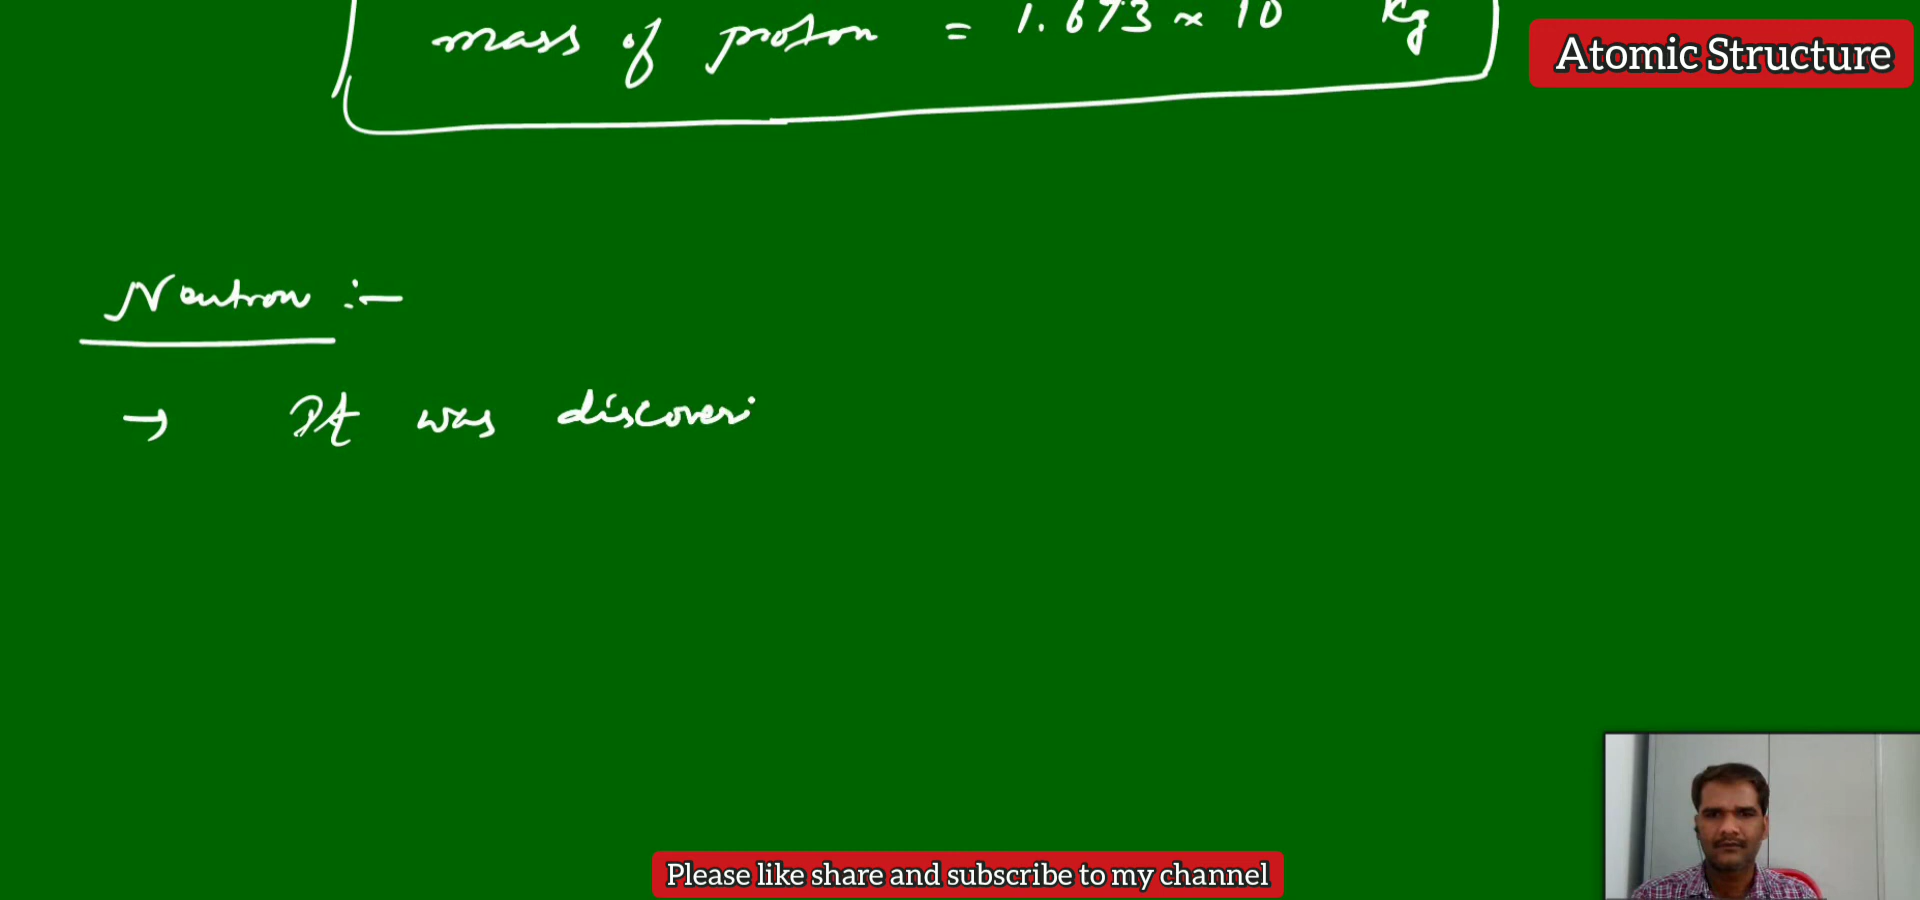 mass of proton = 1.673 × 10 kg
Atomic Structure
Neutron :-
→ It was discover
Please like share and subscribe to my channel